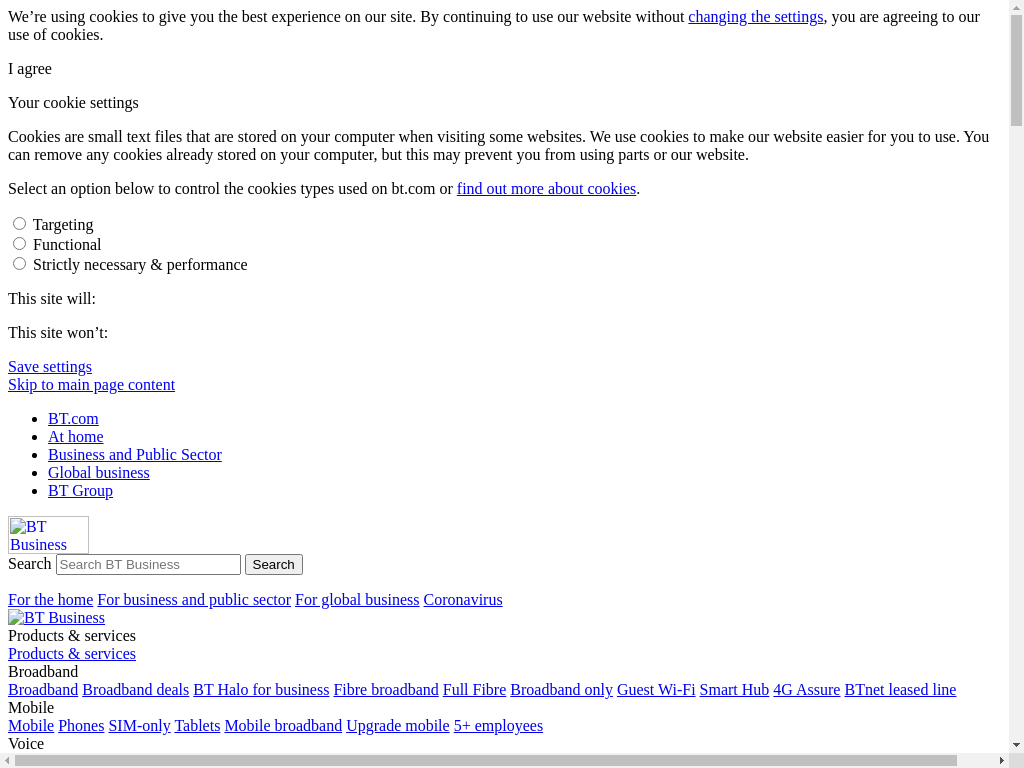 We’re using cookies to give you the best experience on our site. By continuing to use our website without changing the settings, you are agreeing to our
use of cookies.
I agree
Your cookie settings
Cookies are small text files that are stored on your computer when visiting some websites. We use cookies to make our website easier for you to use. You
can remove any cookies already stored on your computer, but this may prevent you from using parts or our website.
Select an option below to control the cookies types used on bt.com or find out more about cookies.
Targeting
Functional
Strictly necessary & performance
This site will:
This site won’t:
Save settings
Skip to main page content
BT.com
At home
Business and Public Sector
Global business
BT Group
BT
Business
Search Search BT Business Search
For the home For business and public sector For global business Coronavirus
BT Business
Products & services
Products & services
Broadband
Broadband Broadband deals BT Halo for business Fibre broadband Full Fibre Broadband only Guest Wi-Fi Smart Hub 4G Assure BTnet leased line
Mobile
Mobile Phones SIM-only Tablets Mobile broadband Upgrade mobile 5+ employees
Voice